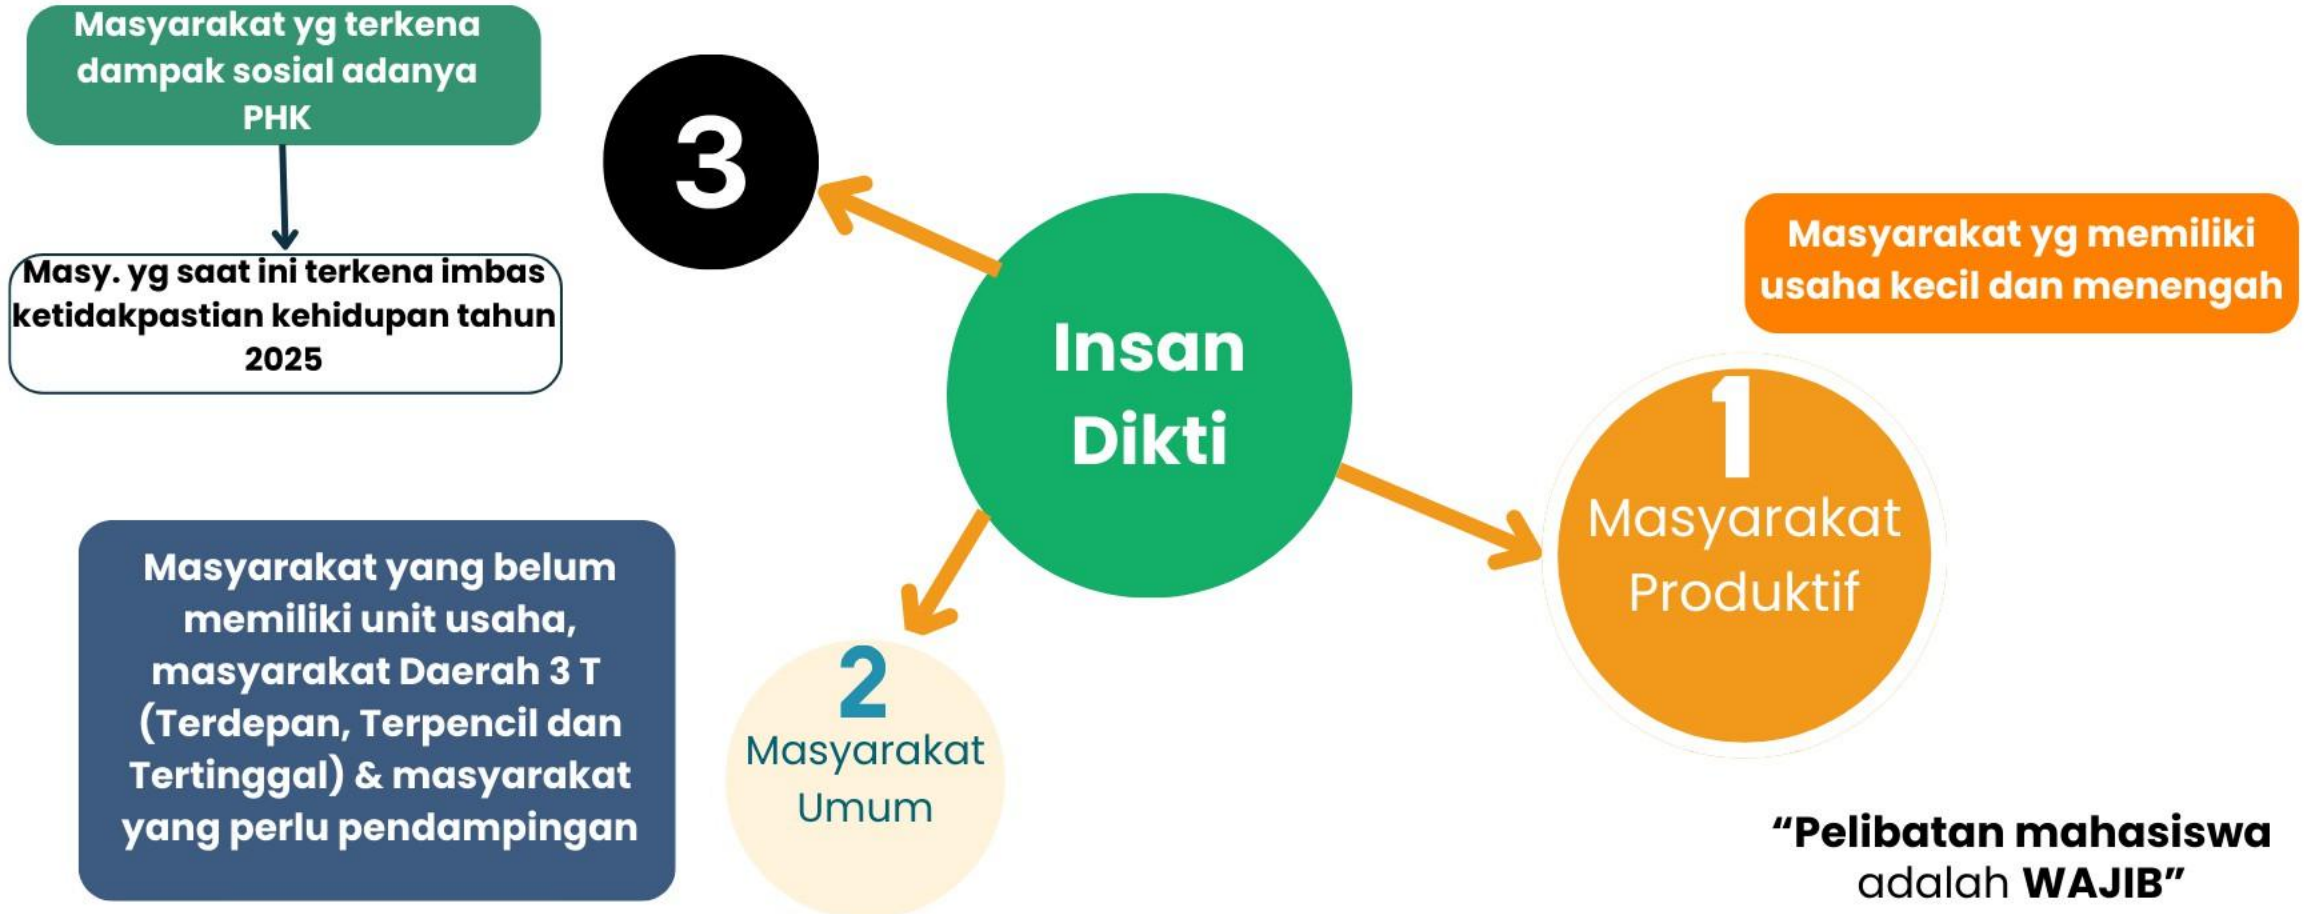 Masyarakat yg terkena
dampak sosial adanya
PHK
Masy. yg saat ini terkena imbas
ketidakpastian kehidupan tahun
2025
3
Insan
Dikti
Masyarakat yg memiliki
usaha kecil dan menengah
1
Masyarakat
Produktif
Masyarakat yang belum
memiliki unit usaha,
masyarakat Daerah 3 T
(Terdepan, Terpencil dan
Tertinggal) & masyarakat
yang perlu pendampingan
2
Masyarakat
Umum
“Pelibatan mahasiswa
adalah WAJIB”